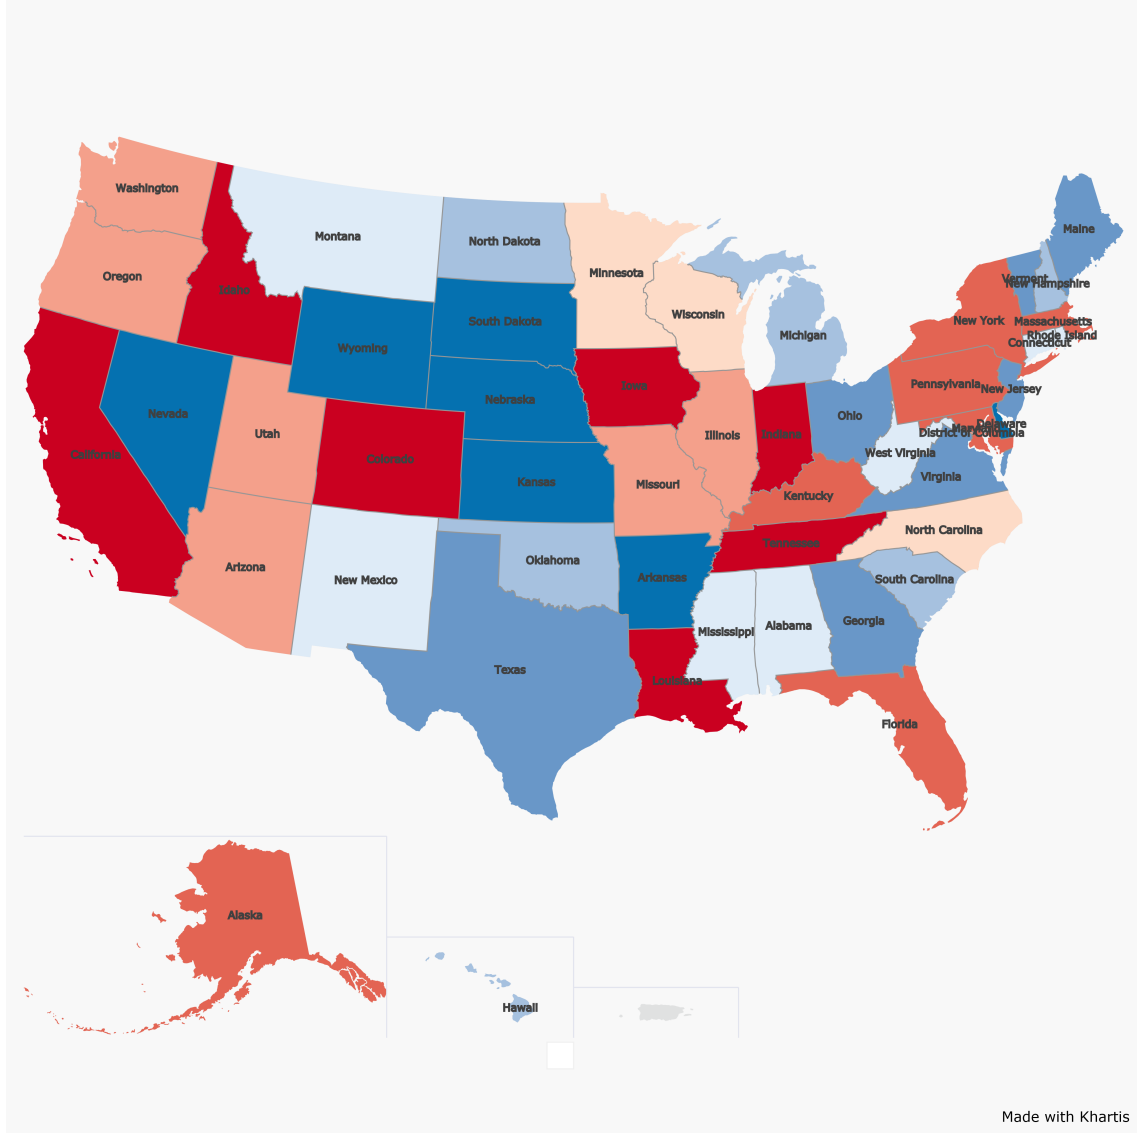 Washington
Montana
North Dakota
Maine
Oregon
Idaho
Minnesota
Vermont
New Hampshire
Wyoming
South Dakota
Wisconsin
Michigan
New York
Massachusetts
Rhode Island
Connecticut
Nevada
Nebraska
Iowa
Pennsylvania
New Jersey
Utah
Illinois
Indiana
Ohio
Delaware
Maryland
District of Columbia
California
Colorado
Kansas
Missouri
West Virginia
Virginia
Kentucky
Arizona
New Mexico
Oklahoma
Arkansas
Tennessee
North Carolina
South Carolina
Texas
Mississippi
Alabama
Georgia
Louisiana
Florida
Alaska
Hawaii
Made with Khartis